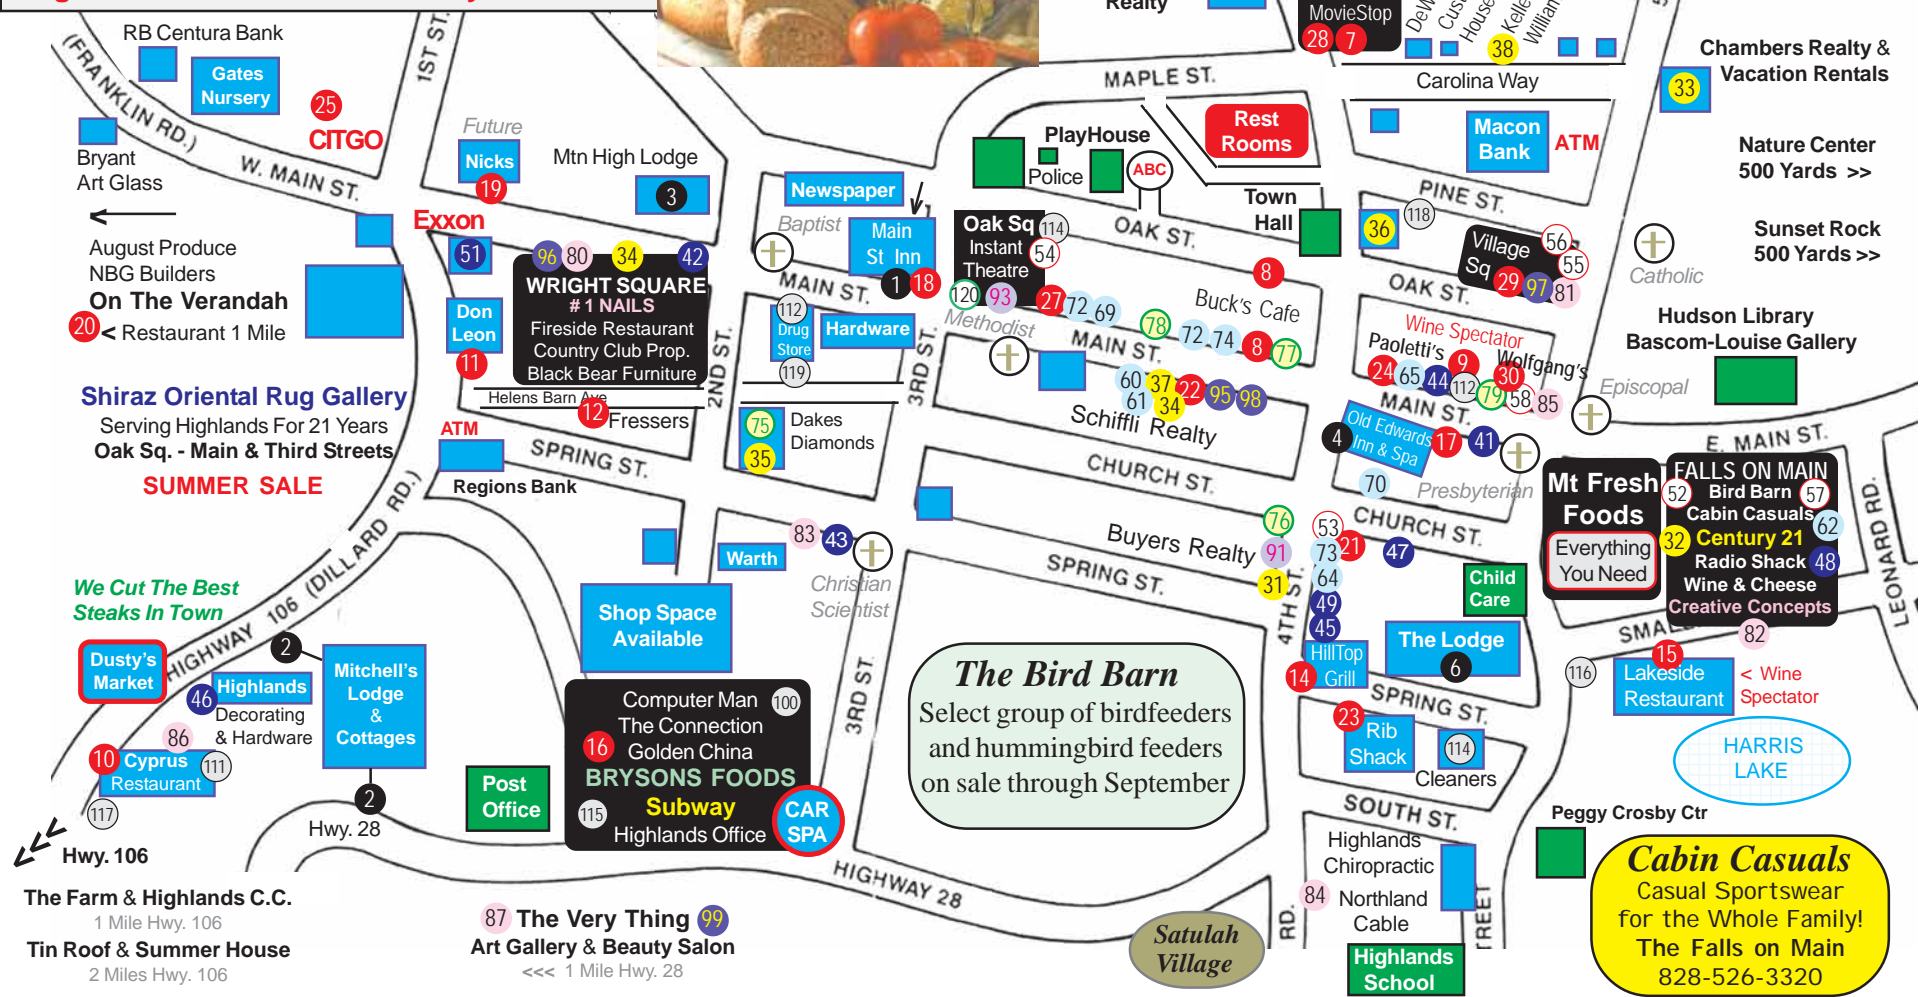 Realty
MovieStop
28 7
DeW
Cus
House
Kelle
William
38
RB Centura Bank
Gates
Nursery
25
CITGO
(FRANKLIN RD.)
1ST ST.
W. MAIN ST.
Bryant
Art Glass
August Produce
NBG Builders
On The Verandah
20 < Restaurant 1 Mile
Shiraz Oriental Rug Gallery
Serving Highlands For 21 Years
Oak Sq. - Main & Third Streets
SUMMER SALE
Future
Nicks
19
Mtn High Lodge
3
Exxon
51
96 80 34 42
WRIGHT SQUARE
# 1 NAILS
Fireside Restaurant
Country Club Prop.
Black Bear Furniture
Don
Leon
11
Helens Barn Ave
12 Fressers
ATM
Regions Bank
SPRING ST.
2ND ST.
Newspaper
Baptist
Main
St Inn
1 18
MAIN ST.
112
Drug
Store
119
Hardware
3RD ST.
75
35
Dakes
Diamonds
MAPLE ST.
PlayHouse
Police
ABC
Rest
Rooms
Town
Hall
OAK ST.
Oak Sq 114
Instant
Theatre 54
120 93 27 72 69
8
Buck's Cafe
78 72 74 8 77
Methodist
MAIN ST.
60 37 22 95 98
61 34
Schiffli Realty
CHURCH ST.
Carolina Way
Macon
Bank
ATM
33
Chambers Realty &
Vacation Rentals
Nature Center
500 Yards >>
Sunset Rock
500 Yards >>
PINE ST.
36
118
Village
Sq
56
55
29 97 81
Catholic
OAK ST.
Hudson Library
Bascom-Louise Gallery
Wine Spectator
Paoletti's 9 Wolfgang's
24 65 44 112 30 79 58 85
MAIN ST.
Episcopal
E. MAIN ST.
4
Old Edwards
Inn & Spa
17 41
70
Presbyterian
CHURCH ST.
Mt Fresh
Foods
Everything
You Need
FALLS ON MAIN
52 Bird Barn 57
Cabin Casuals 62
32 Century 21
Radio Shack 48
Wine & Cheese
Creative Concepts
82
LEONARD RD.
Buyers Realty
76
91
31
53
73 21
64
49
45
47
4TH ST.
SPRING ST.
Child
Care
The Lodge
6
HillTop
Grill
14
116
15
Lakeside
Restaurant
< Wine
Spectator
HARRIS
LAKE
SPRING ST.
23
Rib
Shack
114
Cleaners
SOUTH ST.
Peggy Crosby Ctr
Highlands
Chiropractic
84 Northland
Cable
Highlands
School
RD.
TREET
Cabin Casuals
Casual Sportswear
for the Whole Family!
The Falls on Main
828-526-3320
Warth
83 43
Christian
Scientist
Shop Space
Available
3RD ST.
We Cut The Best
Steaks In Town
HIGHWAY 106 (DILLARD RD.)
Dusty's
Market
2
46 Highlands
Decorating
& Hardware
Mitchell's
Lodge
&
Cottages
2
86
10 Cyprus
Restaurant
111
117
Hwy. 106
Hwy. 28
Post
Office
Computer Man 100
The Connection
16 Golden China
BRYSONS FOODS
Subway
115 Highlands Office
CAR
SPA
The Bird Barn
Select group of birdfeeders
and hummingbird feeders
on sale through September
HIGHWAY 28
Satulah
Village
The Farm & Highlands C.C.
1 Mile Hwy. 106
Tin Roof & Summer House
2 Miles Hwy. 106
87 The Very Thing 99
Art Gallery & Beauty Salon
<<< 1 Mile Hwy. 28